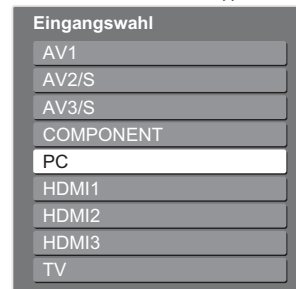 Eingangswahl
AV1
AV2/S
AV3/S
COMPONENT
PC
HDMI1
HDMI2
HDMI3
TV